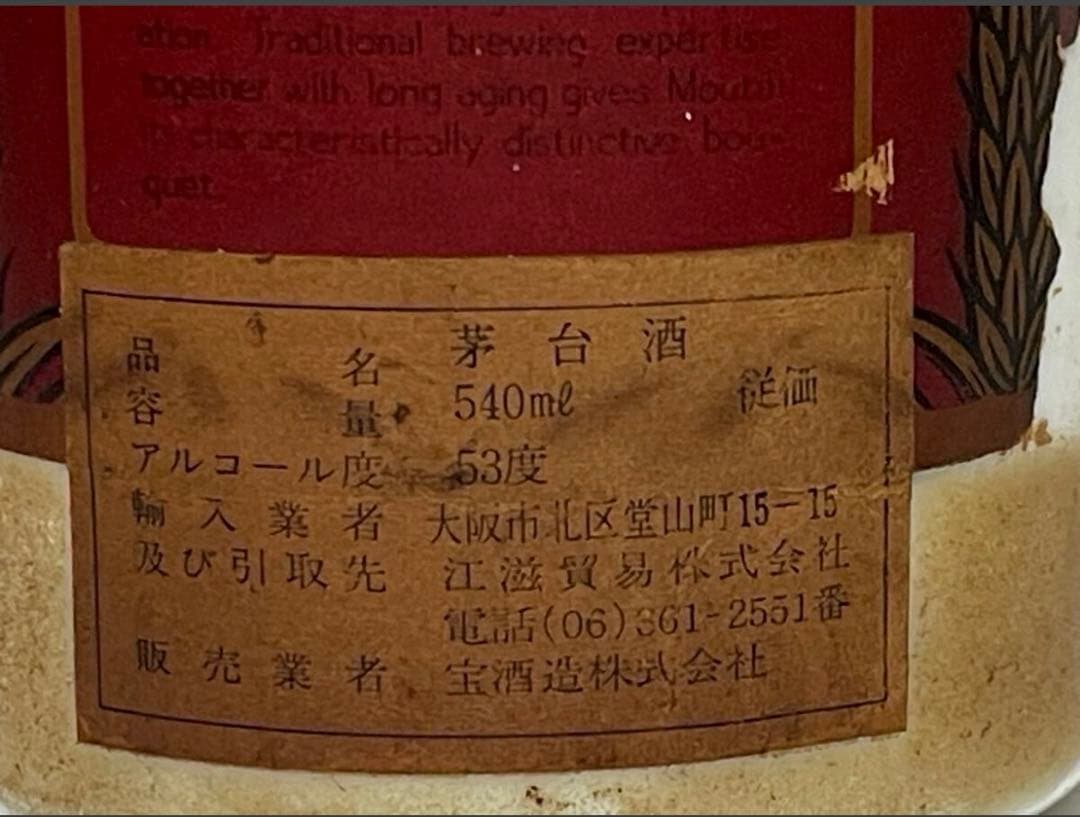 ation. Traditional brewing expertise
together with long aging gives Moutai
its characteristically distinctive bou-
quet.
品名 茅台酒
容量 540mℓ 従価
アルコール度 53度
輸入業者 大阪市北区堂山町15-15
及び引取先 江滋貿易株式会社
電話(06)361-2551番
販売業者 宝酒造株式会社